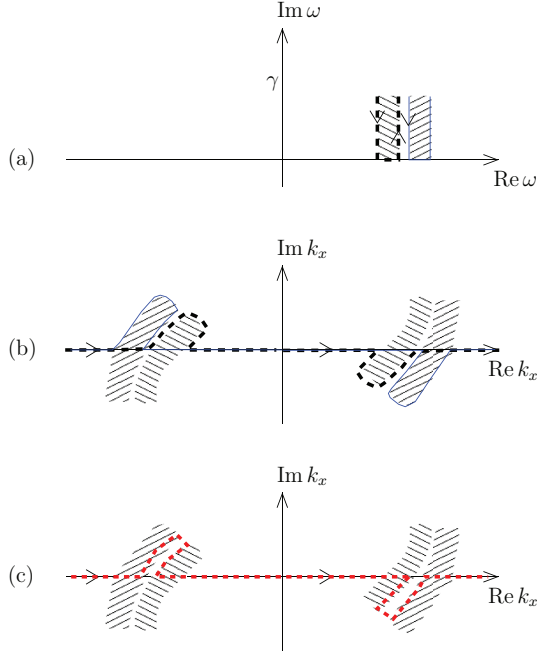 Im ω
γ
(a)
Re ω
Im kₓ
(b)
Re kₓ
Im kₓ
(c)
Re kₓ